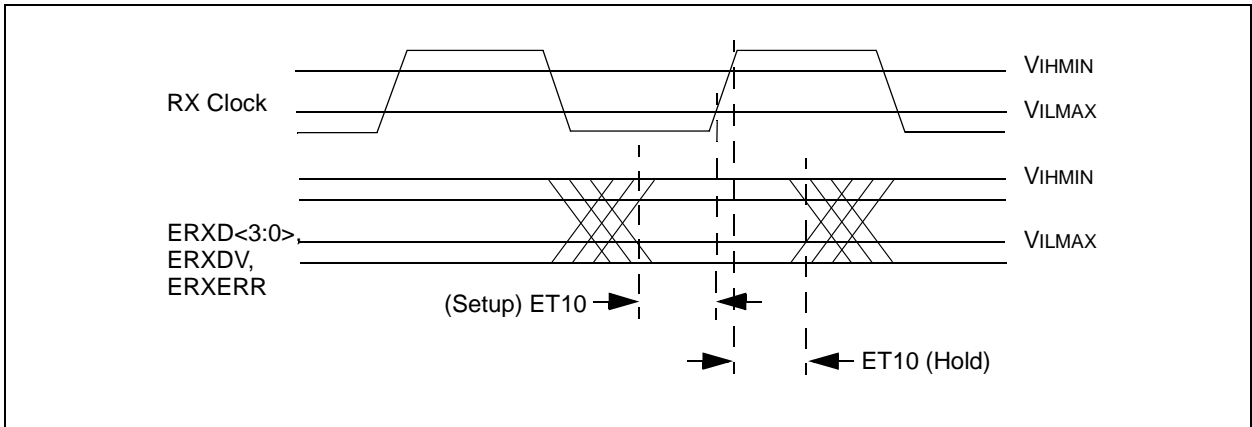 VIHMIN
RX Clock
VILMAX
VIHMIN
ERXD<3:0>,
ERXDV,
ERXERR
VILMAX
(Setup) ET10
ET10 (Hold)